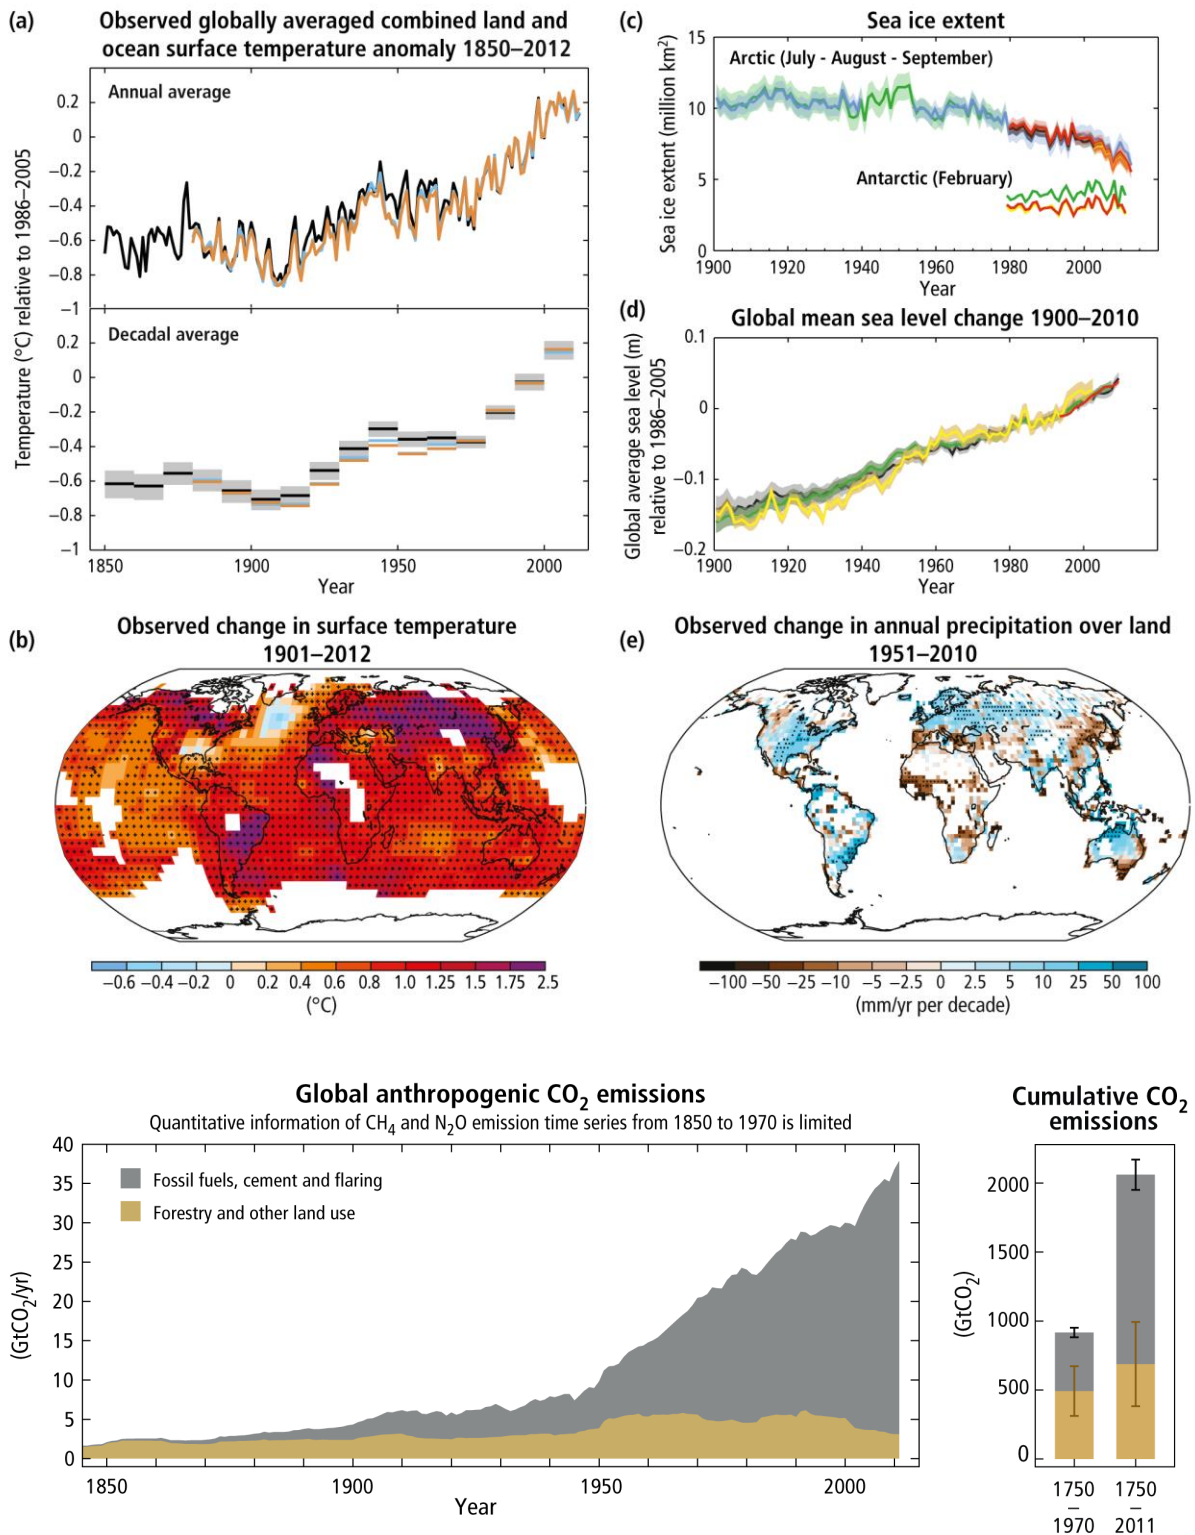 (a)
Observed globally averaged combined land and
ocean surface temperature anomaly 1850–2012
Annual average
0.2
0
−0.2
−0.4
−0.6
−0.8
−1
Temperature (°C) relative to 1986–2005
Decadal average
0.2
0
−0.2
−0.4
−0.6
−0.8
−1
1850 1900 1950 2000
Year
(c)
Sea ice extent
Sea ice extent (million km²)
15
10
5
0
Arctic (July - August - September)
Antarctic (February)
1900 1920 1940 1960 1980 2000
Year
(d)
Global mean sea level change 1900–2010
Global average sea level (m)
relative to 1986–2005
0.1
0
−0.1
−0.2
1900 1920 1940 1960 1980 2000
Year
(b)
Observed change in surface temperature
1901–2012
−0.6 −0.4 −0.2 0 0.2 0.4 0.6 0.8 1.0 1.25 1.5 1.75 2.5
(°C)
(e)
Observed change in annual precipitation over land
1951–2010
−100 −50 −25 −10 −5 −2.5 0 2.5 5 10 25 50 100
(mm/yr per decade)
Global anthropogenic CO₂ emissions
Quantitative information of CH₄ and N₂O emission time series from 1850 to 1970 is limited
40
35
30
25
20
15
10
5
0
(GtCO₂/yr)
Fossil fuels, cement and flaring
Forestry and other land use
1850 1900 1950 2000
Year
Cumulative CO₂
emissions
(GtCO₂)
2000
1500
1000
500
0
1750
–
1970
1750
–
2011